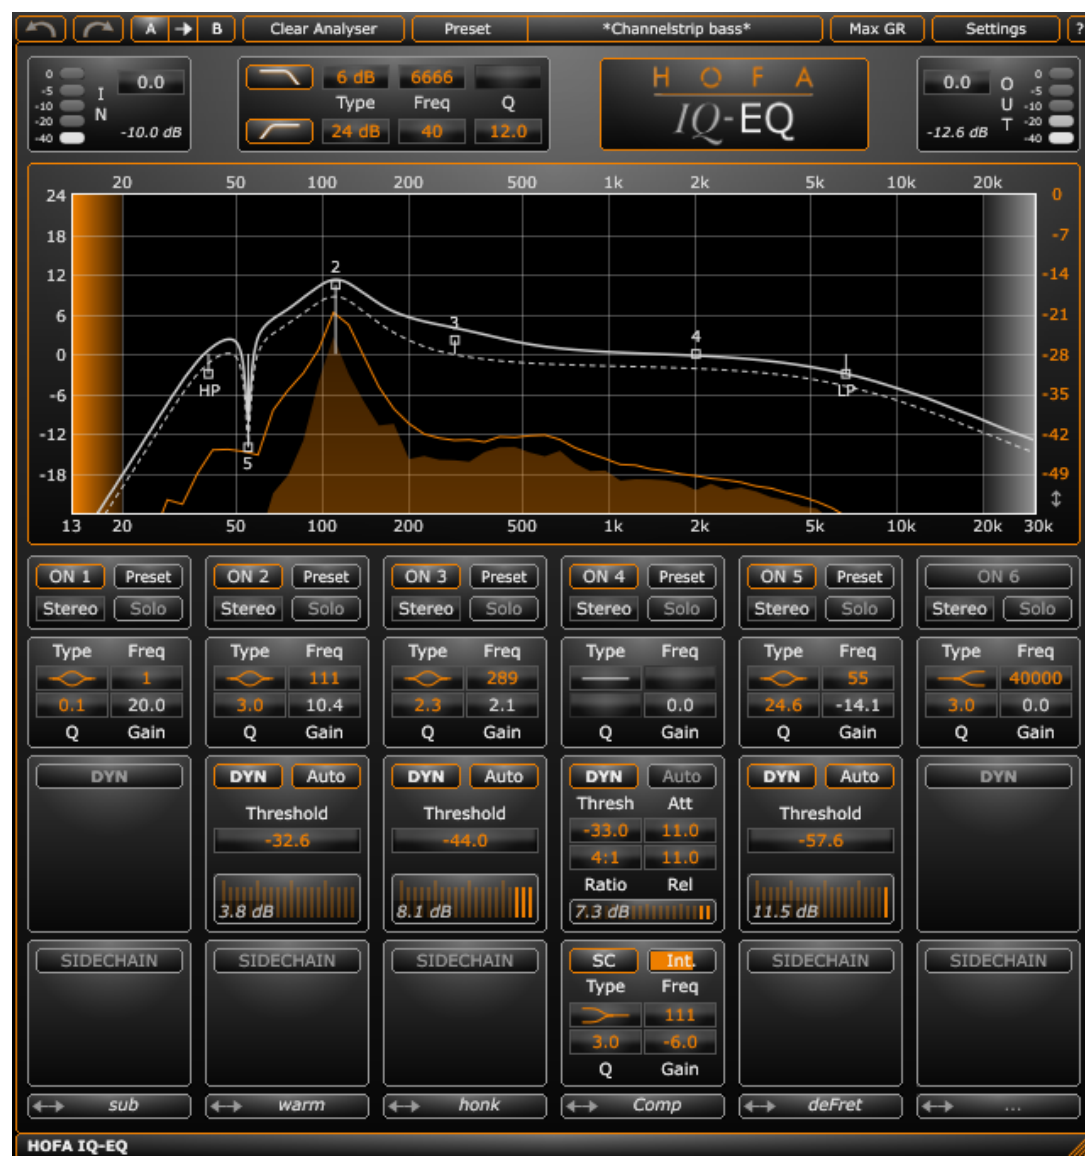 A B Clear Analyser Preset *Channelstrip bass* Max GR Settings ?
0 -5 -10 -20 -40 IN 0.0 -10.0 dB
6 dB 6666
Type Freq Q
24 dB 40 12.0
HOFA
IQ-EQ
0.0 OUT 0 -5 -10 -20 -40 -12.6 dB
20 50 100 200 500 1k 2k 5k 10k 20k
24 0
18 -7
12 2 -14
6 3 -21
0 4 -28
-6 HP LP -35
-12 5 -42
-18 -49
13 20 50 100 200 500 1k 2k 5k 10k 20k 30k
ON 1 Preset ON 2 Preset ON 3 Preset ON 4 Preset ON 5 Preset ON 6
Stereo Solo Stereo Solo Stereo Solo Stereo Solo Stereo Solo Stereo Solo
Type Freq Type Freq Type Freq Type Freq Type Freq Type Freq
1 111 289 55 40000
0.1 20.0 3.0 10.4 2.3 2.1 0.0 24.6 -14.1 3.0 0.0
Q Gain Q Gain Q Gain Q Gain Q Gain Q Gain
DYN DYN Auto DYN Auto DYN Auto DYN Auto DYN
Threshold Threshold Thresh Att Threshold
-32.6 -44.0 -33.0 11.0 -57.6
4:1 11.0
Ratio Rel
3.8 dB 8.1 dB 7.3 dB 11.5 dB
SIDECHAIN SIDECHAIN SIDECHAIN SC Int. SIDECHAIN SIDECHAIN
Type Freq
111
3.0 -6.0
Q Gain
sub warm honk Comp deFret ...
HOFA IQ-EQ